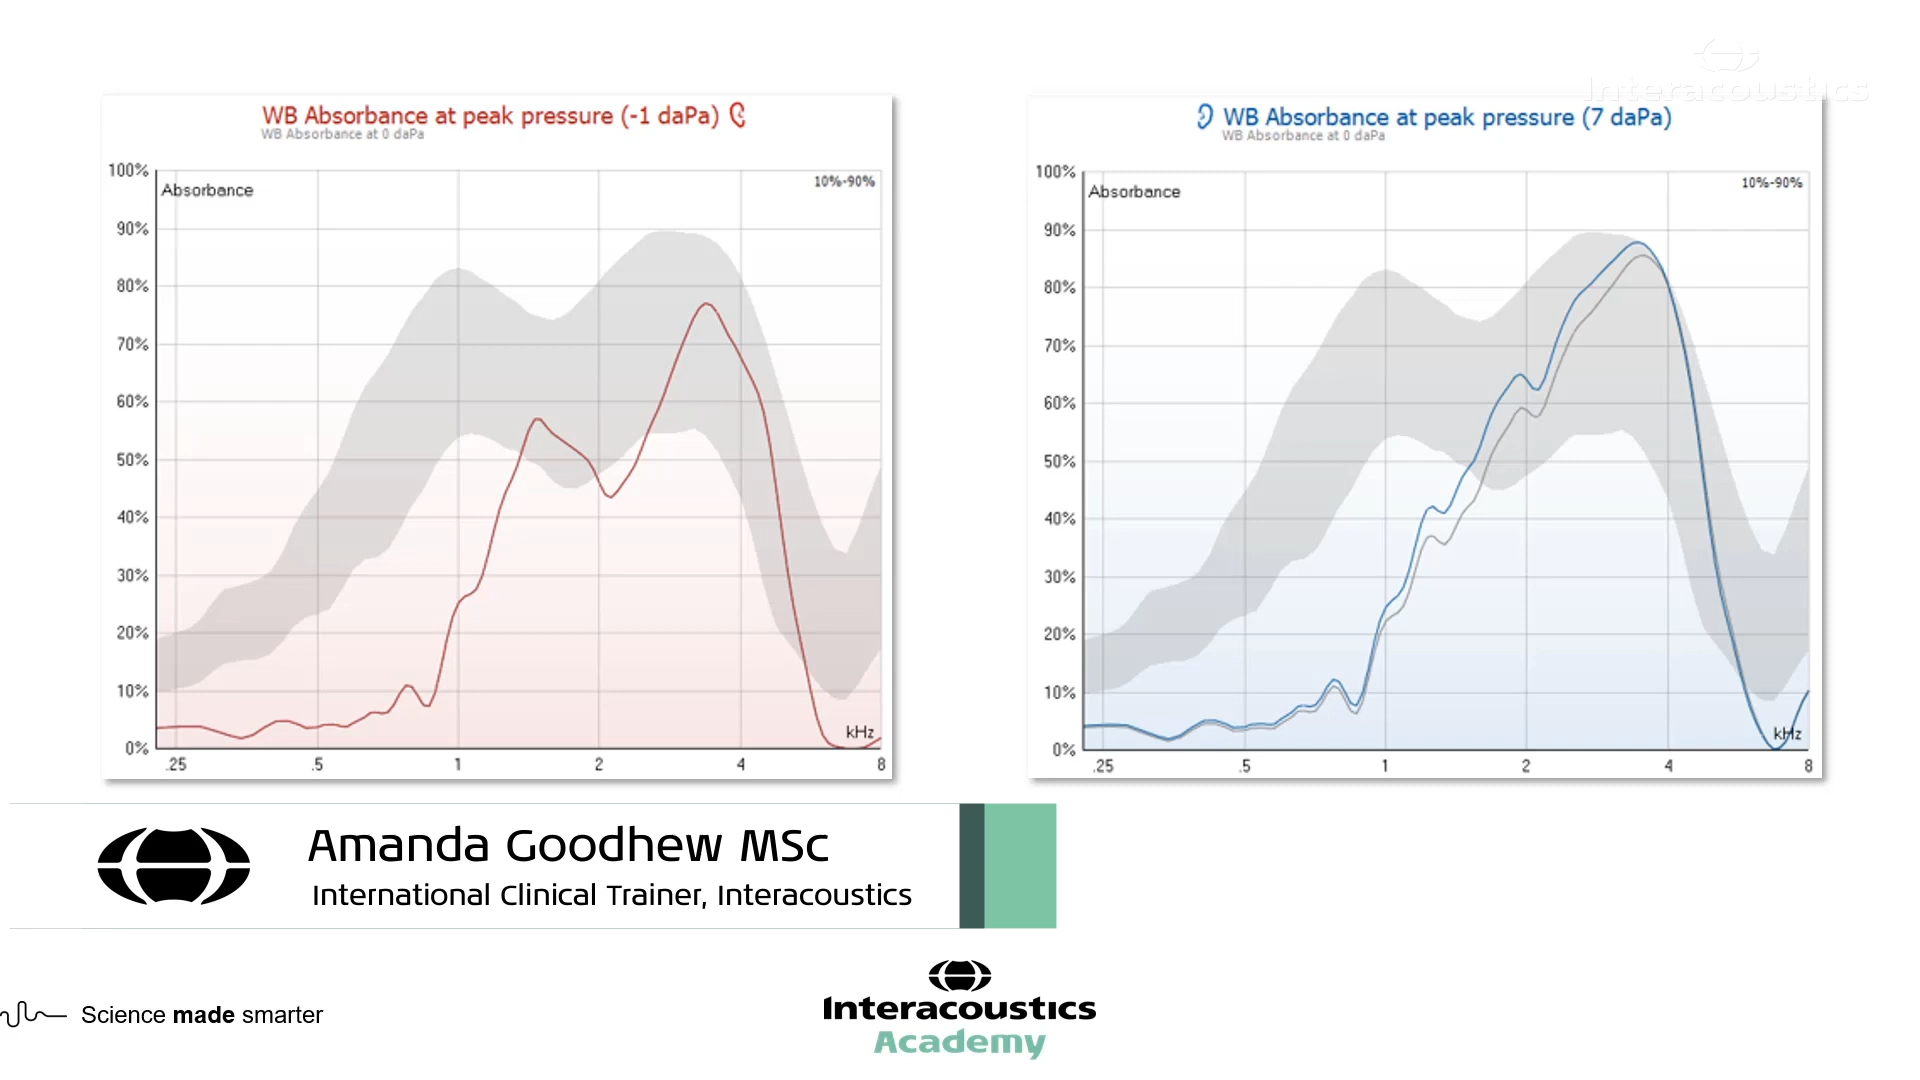 Interacoustics
WB Absorbance at peak pressure (-1 daPa)
WB Absorbance at 0 daPa
100%
Absorbance
10%-90%
90%
80%
70%
60%
50%
40%
30%
20%
10%
kHz
0%
.25
.5
1
2
4
8
WB Absorbance at peak pressure (7 daPa)
WB Absorbance at 0 daPa
100%
Absorbance
10%-90%
90%
80%
70%
60%
50%
40%
30%
20%
10%
kHz
0%
.25
.5
1
2
4
8
Amanda Goodhew MSc
International Clinical Trainer, Interacoustics
Science made smarter
Interacoustics
Academy